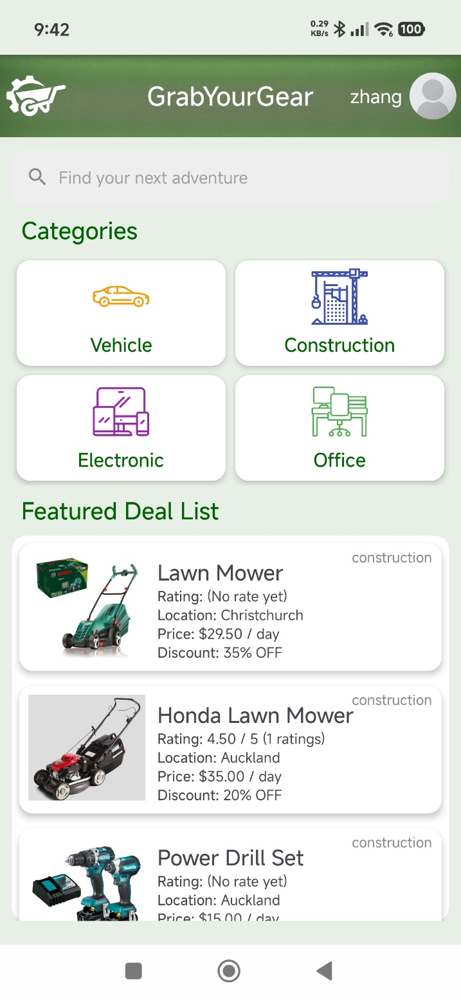 9:42
0.29
KB/s
6
100
GrabYourGear
zhang
Find your next adventure
Categories
Vehicle
Construction
Electronic
Office
Featured Deal List
construction
BOSCH
Lawn Mower
Rating: (No rate yet)
Location: Christchurch
Price: $29.50 / day
Discount: 35% OFF
construction
Honda Lawn Mower
Rating: 4.50 / 5 (1 ratings)
Location: Auckland
Price: $35.00 / day
Discount: 20% OFF
construction
Power Drill Set
Rating: (No rate yet)
Location: Auckland
Price: $15.00 / day